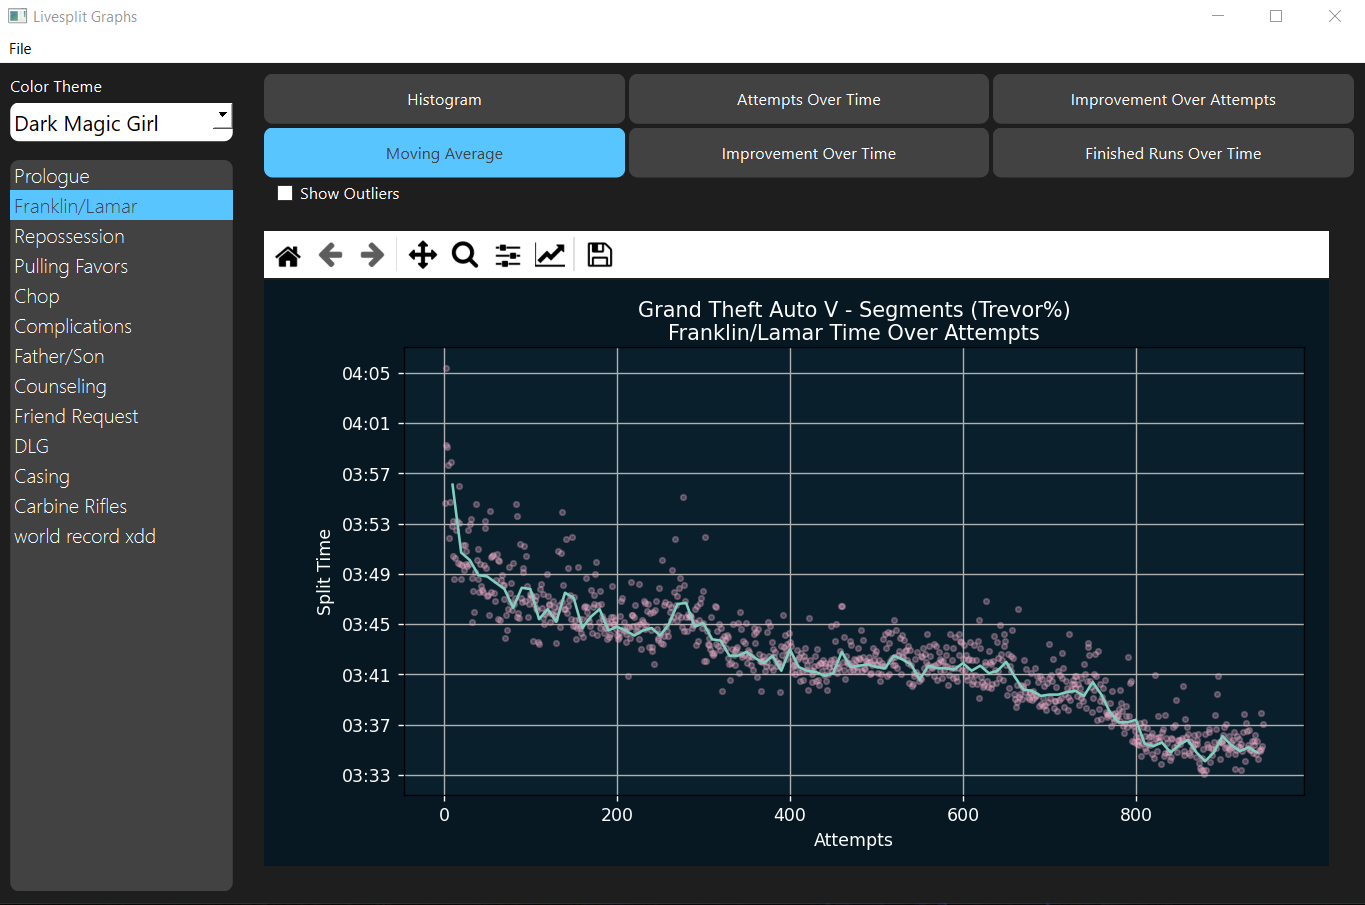 Livesplit Graphs
File
Color Theme
Dark Magic Girl
Prologue
Franklin/Lamar
Repossession
Pulling Favors
Chop
Complications
Father/Son
Counseling
Friend Request
DLG
Casing
Carbine Rifles
world record xdd
Histogram
Attempts Over Time
Improvement Over Attempts
Moving Average
Improvement Over Time
Finished Runs Over Time
Show Outliers
Grand Theft Auto V - Segments (Trevor%)
Franklin/Lamar Time Over Attempts
Split Time
04:05
04:01
03:57
03:53
03:49
03:45
03:41
03:37
03:33
0
200
400
600
800
Attempts